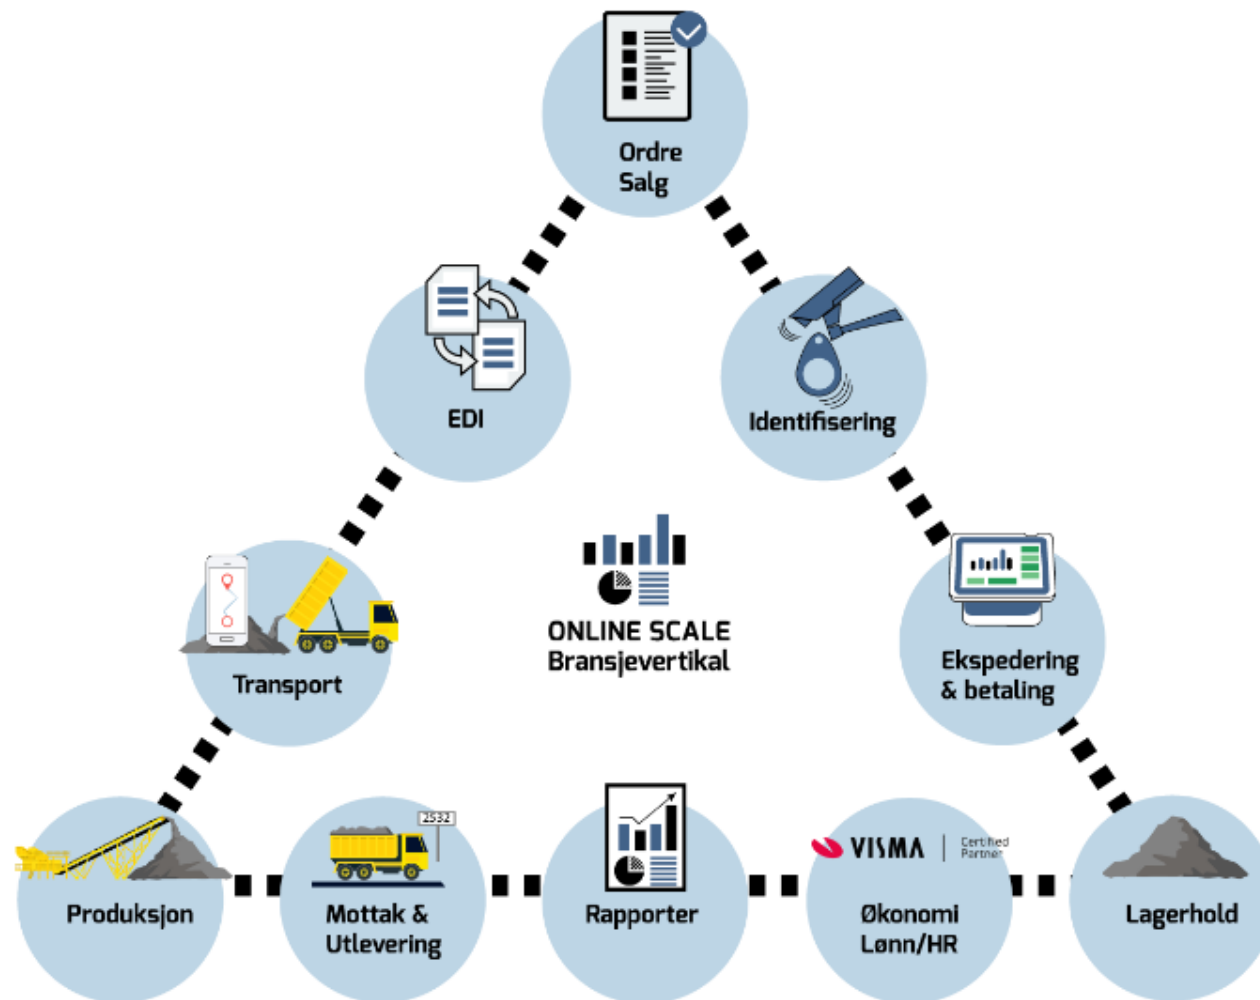 Ordre
Salg
EDI
Identifisering
ONLINE SCALE
Bransjevertikal
Transport
Ekspedering
& betaling
2532
VISMA
Certified
Partner
Produksjon
Mottak &
Utlevering
Rapporter
Økonomi
Lønn/HR
Lagerhold